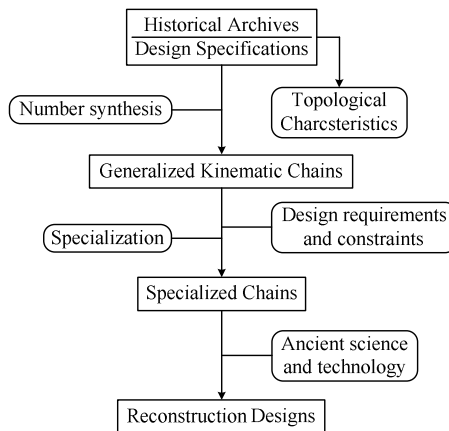 Historical Archives
Design Specifications
Number synthesis
Topological
Charcsteristics
Generalized Kinematic Chains
Design requirements
and constraints
Specialization
Specialized Chains
Ancient science
and technology
Reconstruction Designs